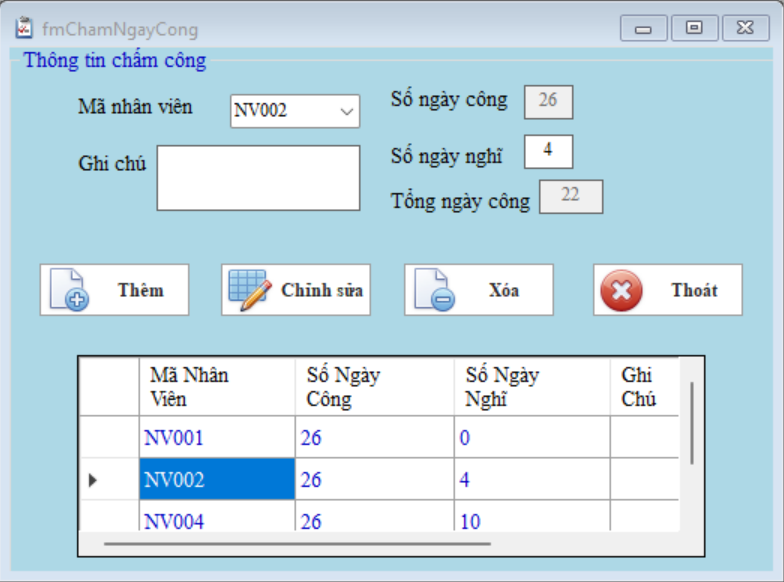 fmChamNgayCong
Thông tin chấm công
Mã nhân viên NV002 Số ngày công 26
Ghi chú Số ngày nghĩ 4
Tổng ngày công 22
Thêm Chỉnh sửa Xóa Thoát
Mã Nhân Viên Số Ngày Công Số Ngày Nghĩ Ghi Chú
NV001 26 0
NV002 26 4
NV004 26 10